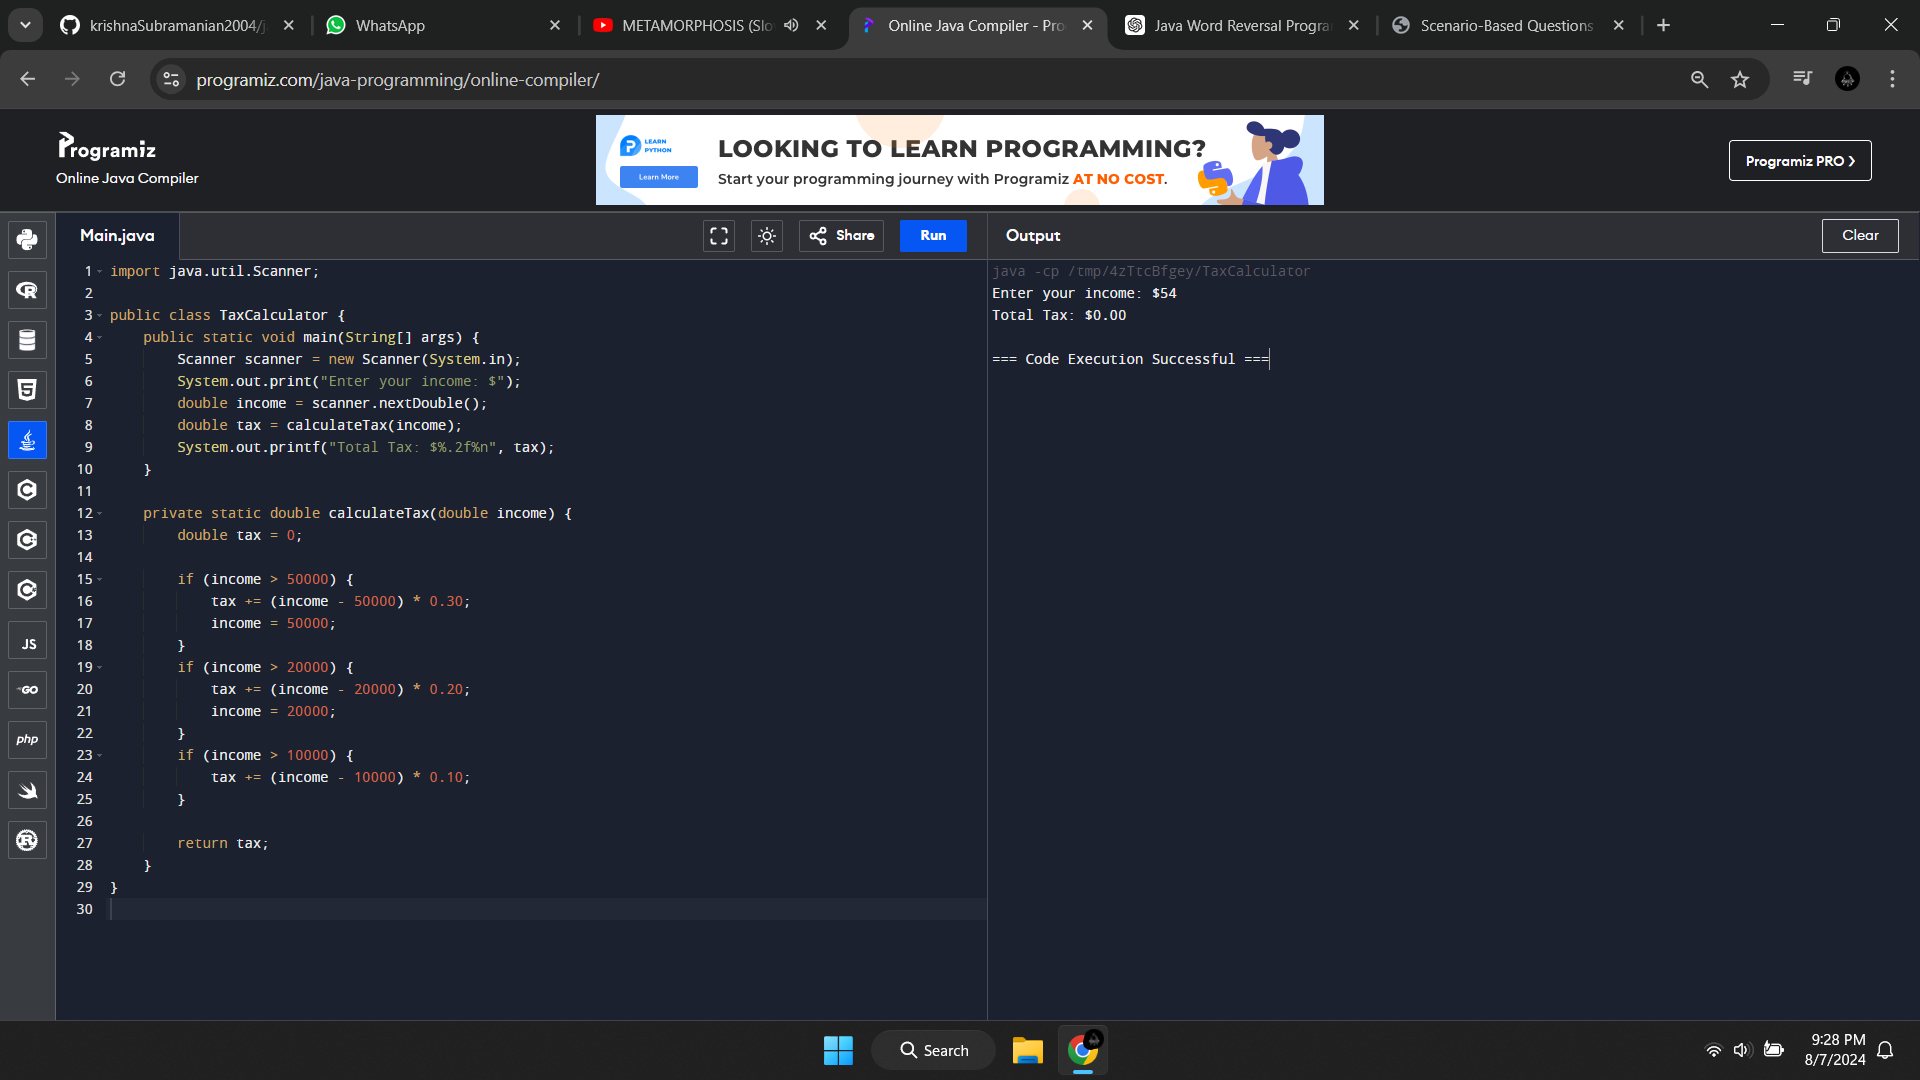 krishnaSubramanian2004/j
WhatsApp
METAMORPHOSIS (Slo
Online Java Compiler - Pro
Java Word Reversal Progra
Scenario-Based Questions
programiz.com/java-programming/online-compiler/
Programiz
Online Java Compiler
LEARN
PYTHON
Learn More
LOOKING TO LEARN PROGRAMMING?
Start your programming journey with Programiz AT NO COST.
Programiz PRO
Main.java
Share
Run
Output
Clear
1 import java.util.Scanner;
2
3 public class TaxCalculator {
4 public static void main(String[] args) {
5 Scanner scanner = new Scanner(System.in);
6 System.out.print("Enter your income: $");
7 double income = scanner.nextDouble();
8 double tax = calculateTax(income);
9 System.out.printf("Total Tax: $%.2f%n", tax);
10 }
11
12 private static double calculateTax(double income) {
13 double tax = 0;
14
15 if (income > 50000) {
16 tax += (income - 50000) * 0.30;
17 income = 50000;
18 }
19 if (income > 20000) {
20 tax += (income - 20000) * 0.20;
21 income = 20000;
22 }
23 if (income > 10000) {
24 tax += (income - 10000) * 0.10;
25 }
26
27 return tax;
28 }
29 }
30
java -cp /tmp/4zTtcBfgey/TaxCalculator
Enter your income: $54
Total Tax: $0.00
=== Code Execution Successful ===
JS
GO
php
Search
9:28 PM
8/7/2024